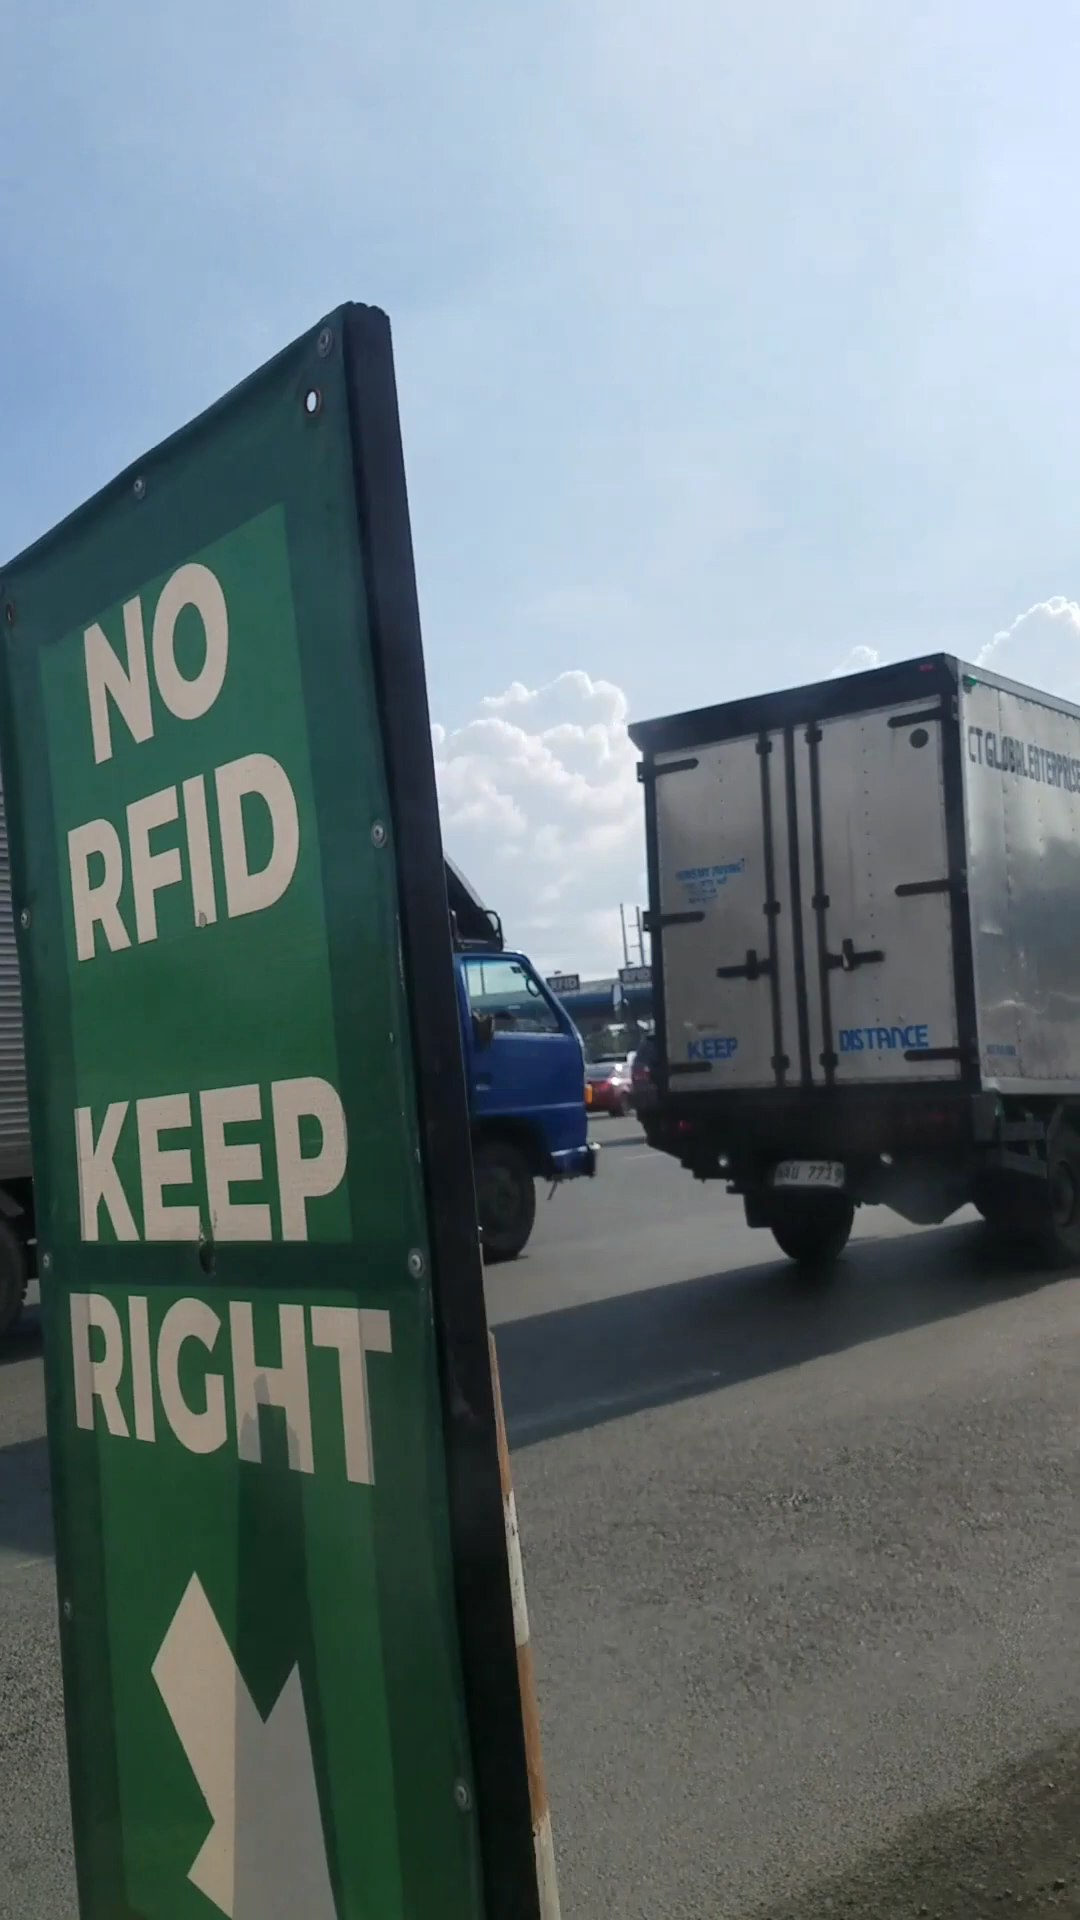 NO
RFID
KEEP
RIGHT
CT GLOBAL ENTERPRISE
KEEP
DISTANCE
RFID
RFID